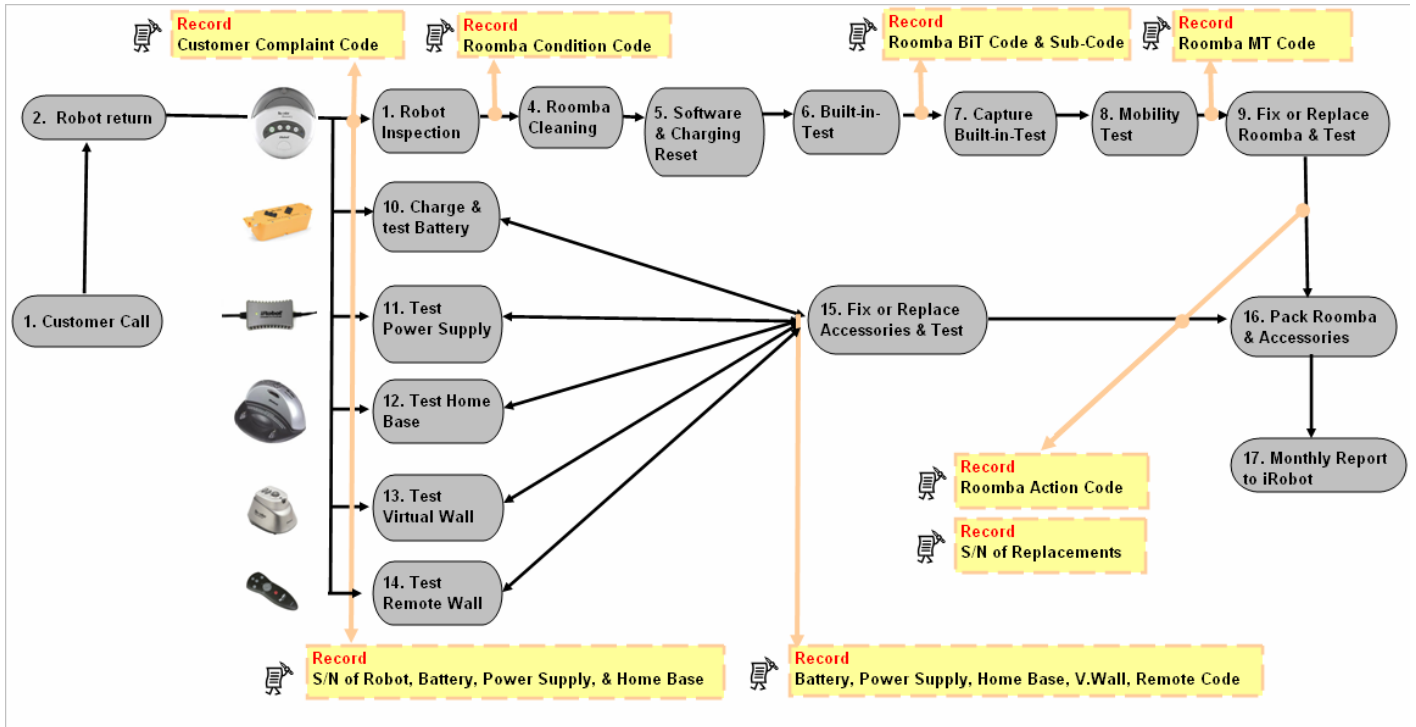 Record
Customer Complaint Code
Record
Roomba Condition Code
Record
Roomba BiT Code & Sub-Code
Record
Roomba MT Code
2. Robot return
1. Robot
Inspection
4. Roomba
Cleaning
5. Software
& Charging
Reset
6. Built-in-
Test
7. Capture
Built-in-Test
8. Mobility
Test
9. Fix or Replace
Roomba & Test
10. Charge &
test Battery
1. Customer Call
11. Test
Power Supply
15. Fix or Replace
Accessories & Test
16. Pack Roomba
& Accessories
12. Test Home
Base
13. Test
Virtual Wall
14. Test
Remote Wall
17. Monthly Report
to iRobot
Record
Roomba Action Code
Record
S/N of Replacements
Record
S/N of Robot, Battery, Power Supply, & Home Base
Record
Battery, Power Supply, Home Base, V.Wall, Remote Code